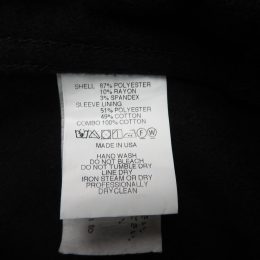 SHELL 87% POLYESTER
10% RAYON
3% SPANDEX
SLEEVE LINING
51% POLYESTER
49% COTTON
COMBO 100% COTTON
MADE IN USA
HAND WASH
DO NOT BLEACH
DO NOT TUMBLE DRY
LINE DRY
IRON STEAM OR DRY
PROFESSIONALLY
DRYCLEAN